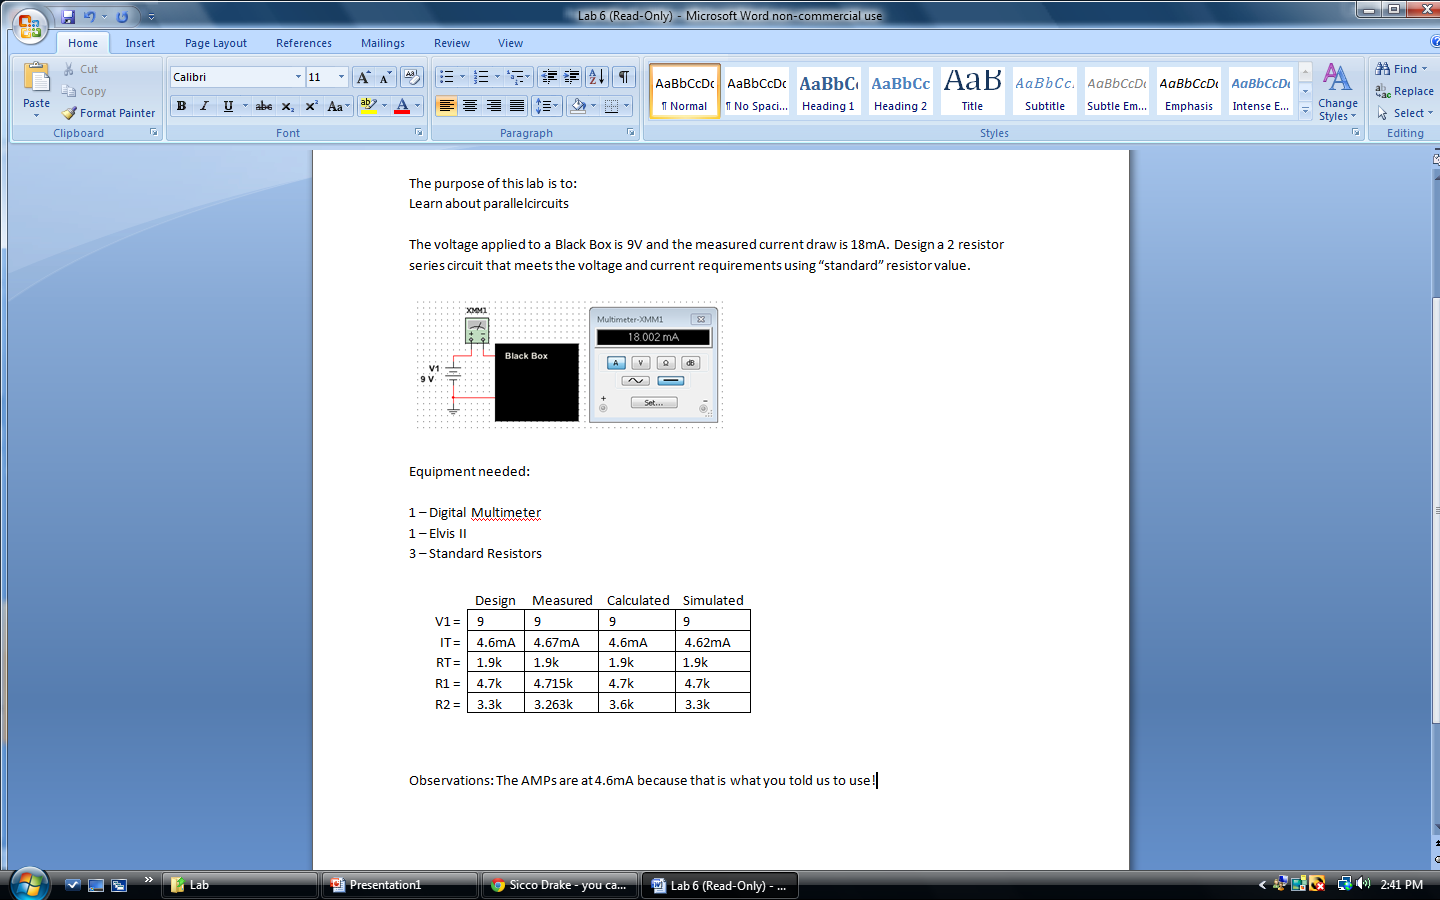 Lab 6 (Read-Only) - Microsoft Word non-commercial use
Home Insert Page Layout References Mailings Review View
Paste
Cut
Copy
Format Painter
Clipboard
Calibri 11
B I U abc X₂ X² Aa
Font
Paragraph
AaBbCcDc AaBbCcDc AaBbC AaBbCc AaB AaBbCc. AaBbCcDc AaBbCcDc AaBbCcDc
¶ Normal ¶ No Spaci... Heading 1 Heading 2 Title Subtitle Subtle Em... Emphasis Intense E...
Styles
Change Styles
Find
Replace
Select
Editing
The purpose of this lab is to:
Learn about parallelcircuits
The voltage applied to a Black Box is 9V and the measured current draw is 18mA. Design a 2 resistor
series circuit that meets the voltage and current requirements using “standard” resistor value.
XMM1
Black Box
V1
9 V
Multimeter-XMM1
18.002 mA
A V Ω dB
Set...
+ -
Equipment needed:
1 – Digital Multimeter
1 – Elvis II
3 – Standard Resistors
Design Measured Calculated Simulated
V1 = 9 9 9 9
IT = 4.6mA 4.67mA 4.6mA 4.62mA
RT = 1.9k 1.9k 1.9k 1.9k
R1 = 4.7k 4.715k 4.7k 4.7k
R2 = 3.3k 3.263k 3.6k 3.3k
Observations: The AMPs are at 4.6mA because that is what you told us to use!
Lab
Presentation1
Sicco Drake - you ca...
Lab 6 (Read-Only) - ...
2:41 PM